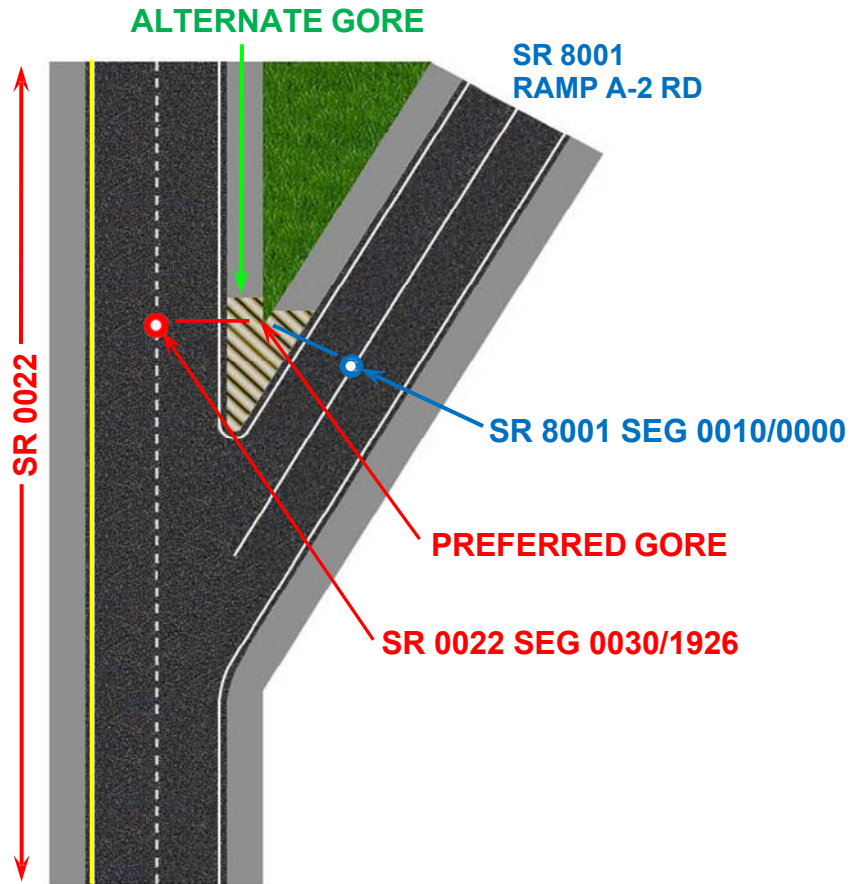 ALTERNATE GORE
SR 8001
RAMP A-2 RD
SR 0022
SR 8001 SEG 0010/0000
PREFERRED GORE
SR 0022 SEG 0030/1926